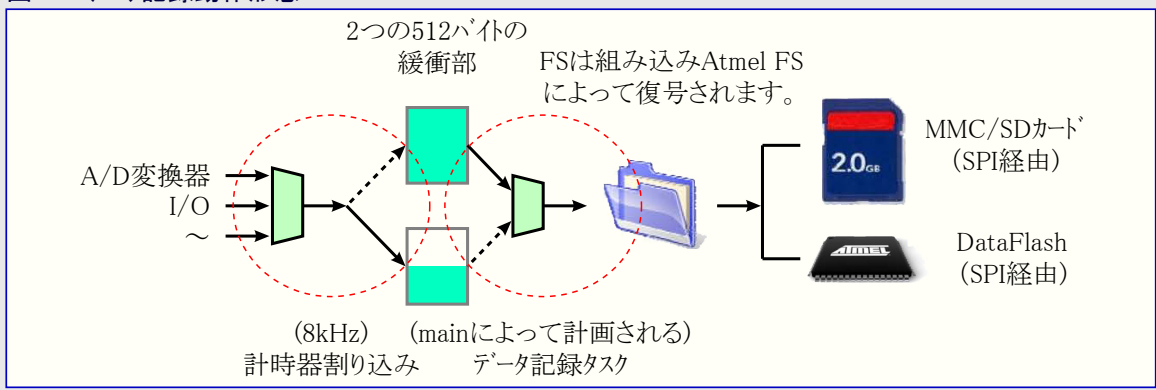 2つの512バイトの
緩衝部
FSは組み込みAtmel FS
によって復号されます。
A/D変換器
I/O
～
2.0GB
MMC/SDカード
(SPI経由)
ATMEL
DataFlash
(SPI経由)
(8kHz)
計時器割り込み
(mainによって計画される)
データ記録タスク